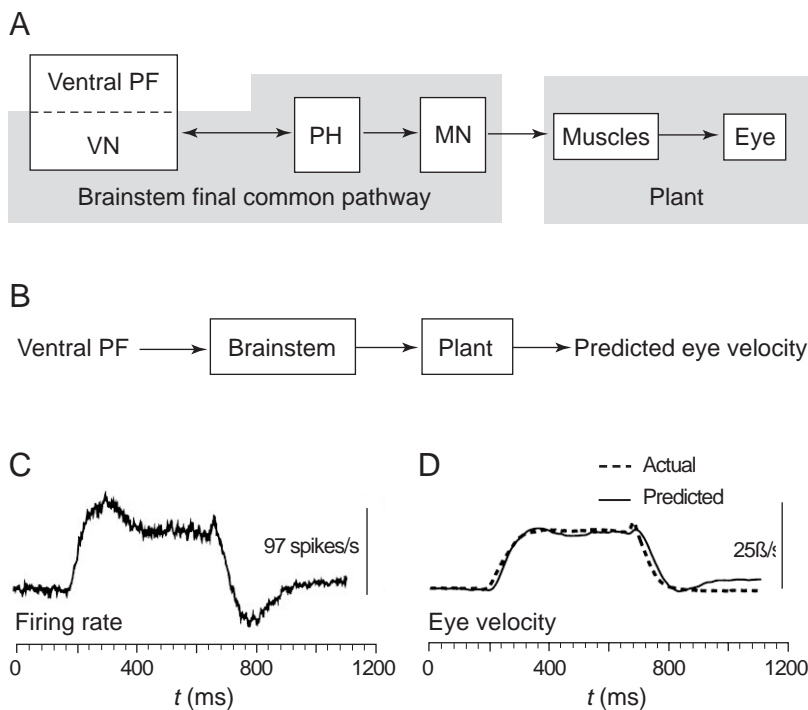 A
Ventral PF
VN
PH
MN
Muscles
Eye
Brainstem final common pathway
Plant
B
Ventral PF
Brainstem
Plant
Predicted eye velocity
C
97 spikes/s
Firing rate
0 400 800 1200
t (ms)
D
Actual
Predicted
25ß/s
Eye velocity
0 400 800 1200
t (ms)